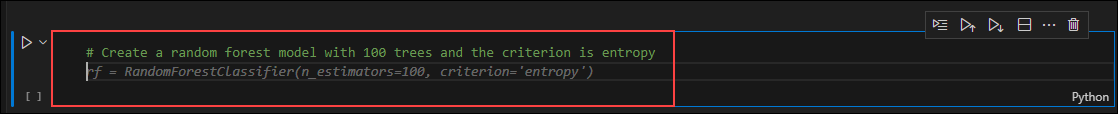 # Create a random forest model with 100 trees and the criterion is entropy
rf = RandomForestClassifier(n_estimators=100, criterion='entropy')
[ ]
Python